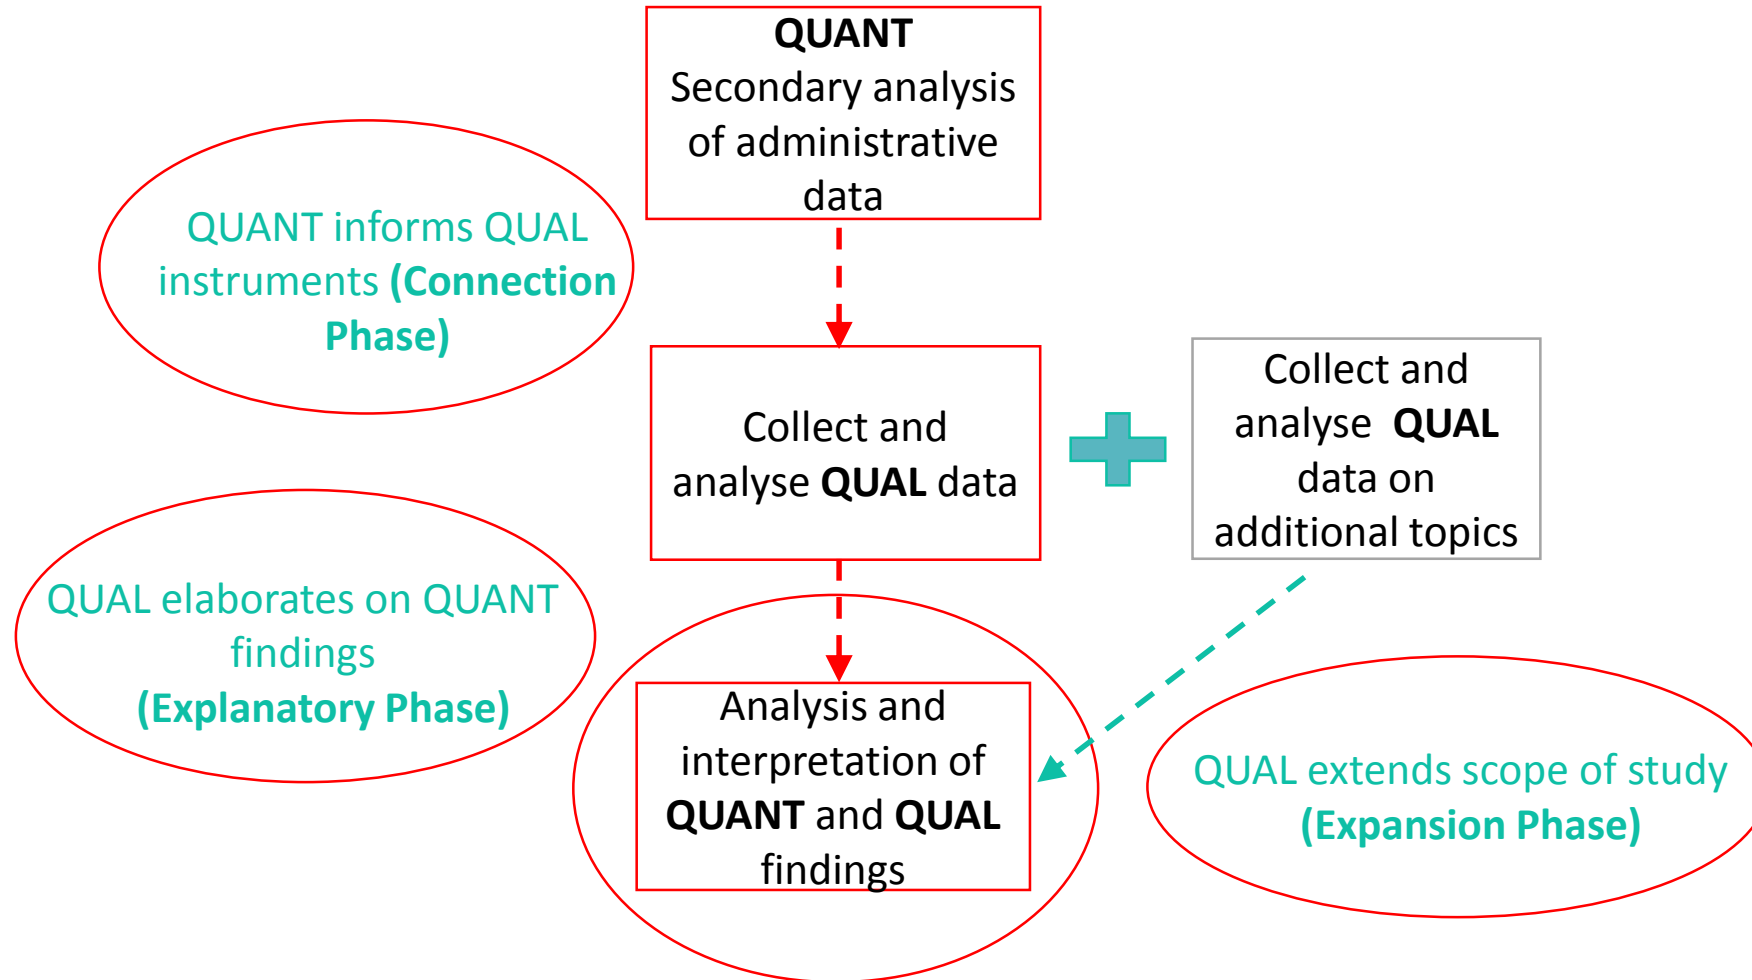 QUANT
Secondary analysis
of administrative
data
QUANT informs QUAL
instruments (Connection
Phase)
Collect and
analyse QUAL data
Collect and
analyse QUAL
data on
additional topics
QUAL elaborates on QUANT
findings
(Explanatory Phase)
Analysis and
interpretation of
QUANT and QUAL
findings
QUAL extends scope of study
(Expansion Phase)